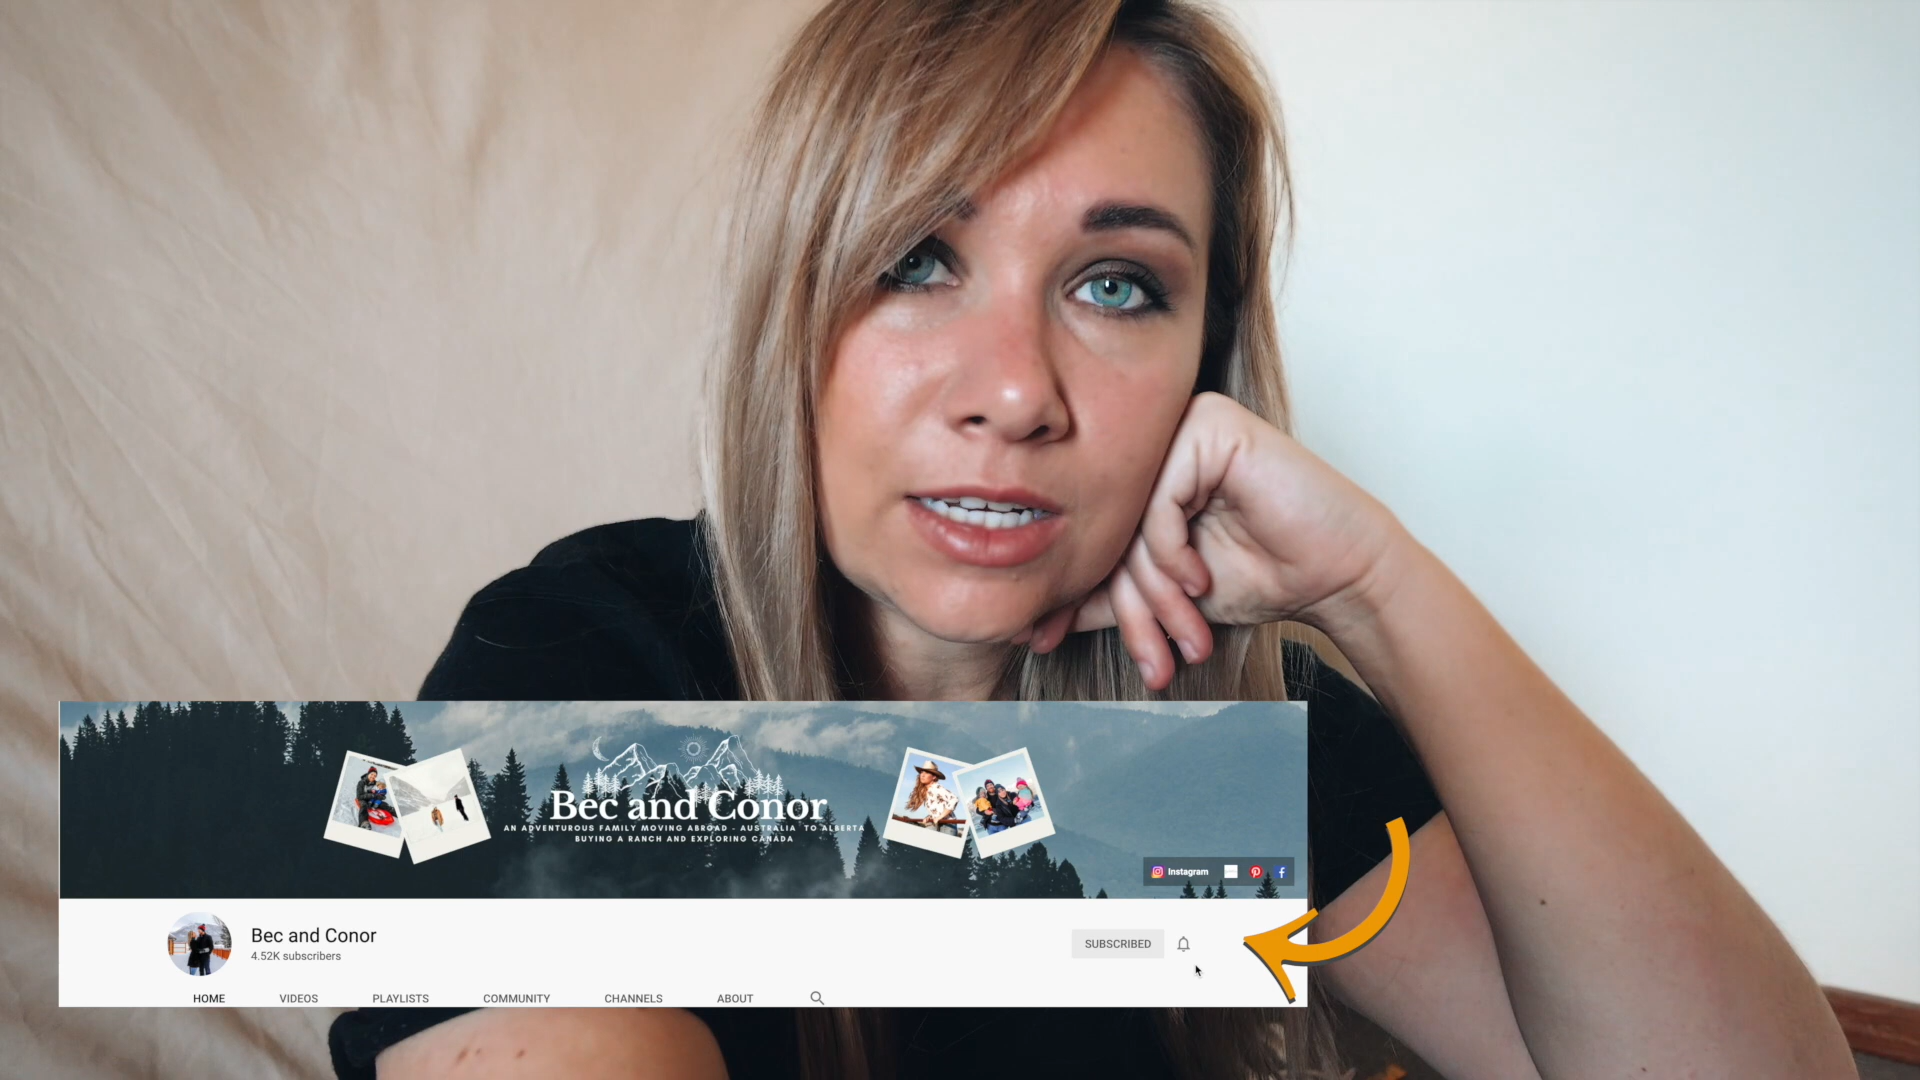 Bec and Conor
AN ADVENTUROUS FAMILY MOVING ABROAD - AUSTRALIA TO ALBERTA
BUYING A RANCH AND EXPLORING CANADA
Instagram
Bec and Conor
4.52K subscribers
SUBSCRIBED
HOME VIDEOS PLAYLISTS COMMUNITY CHANNELS ABOUT